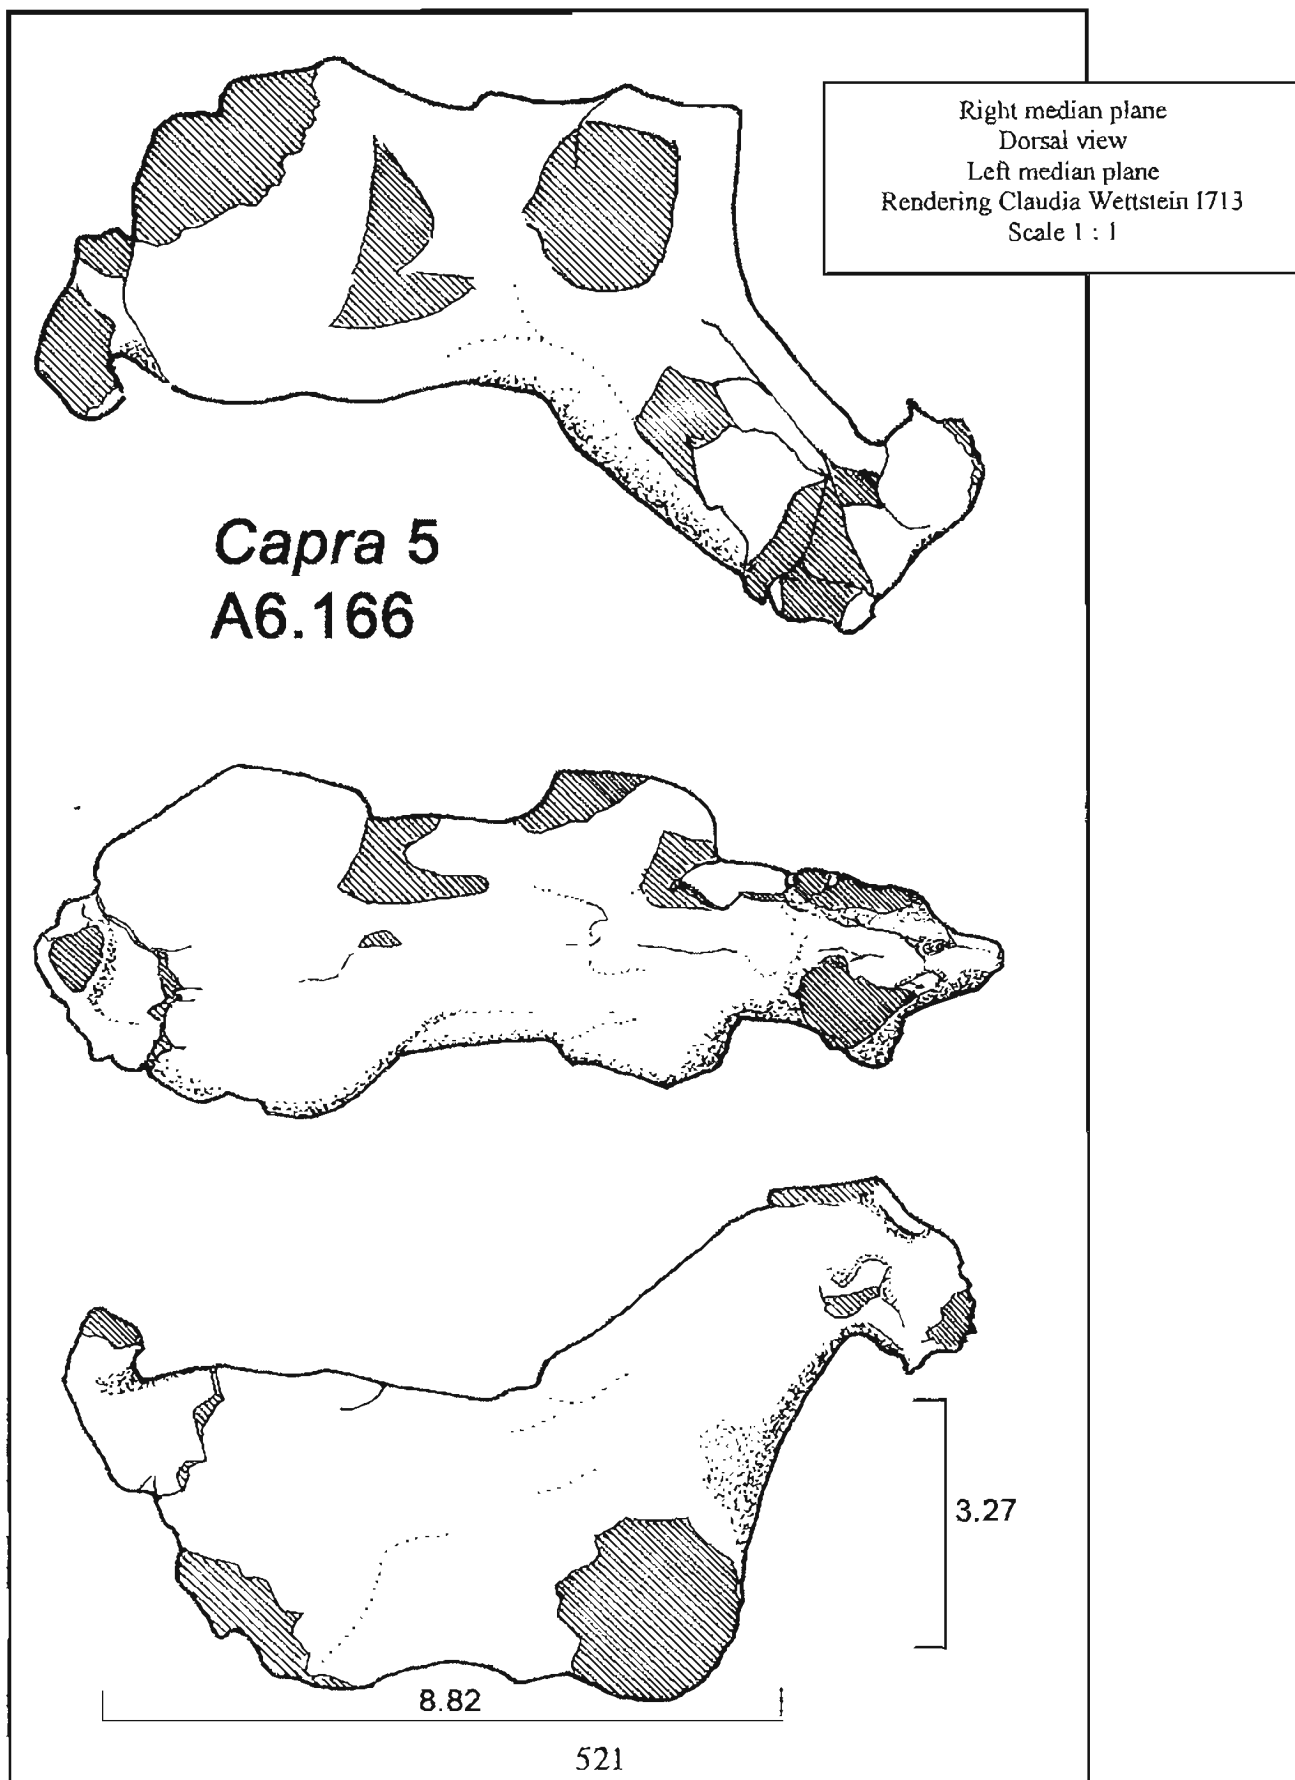 Right median plane
Dorsal view
Left median plane
Rendering Claudia Wettstein 1713
Scale 1 : 1
Capra 5
A6.166
3.27
8.82
521